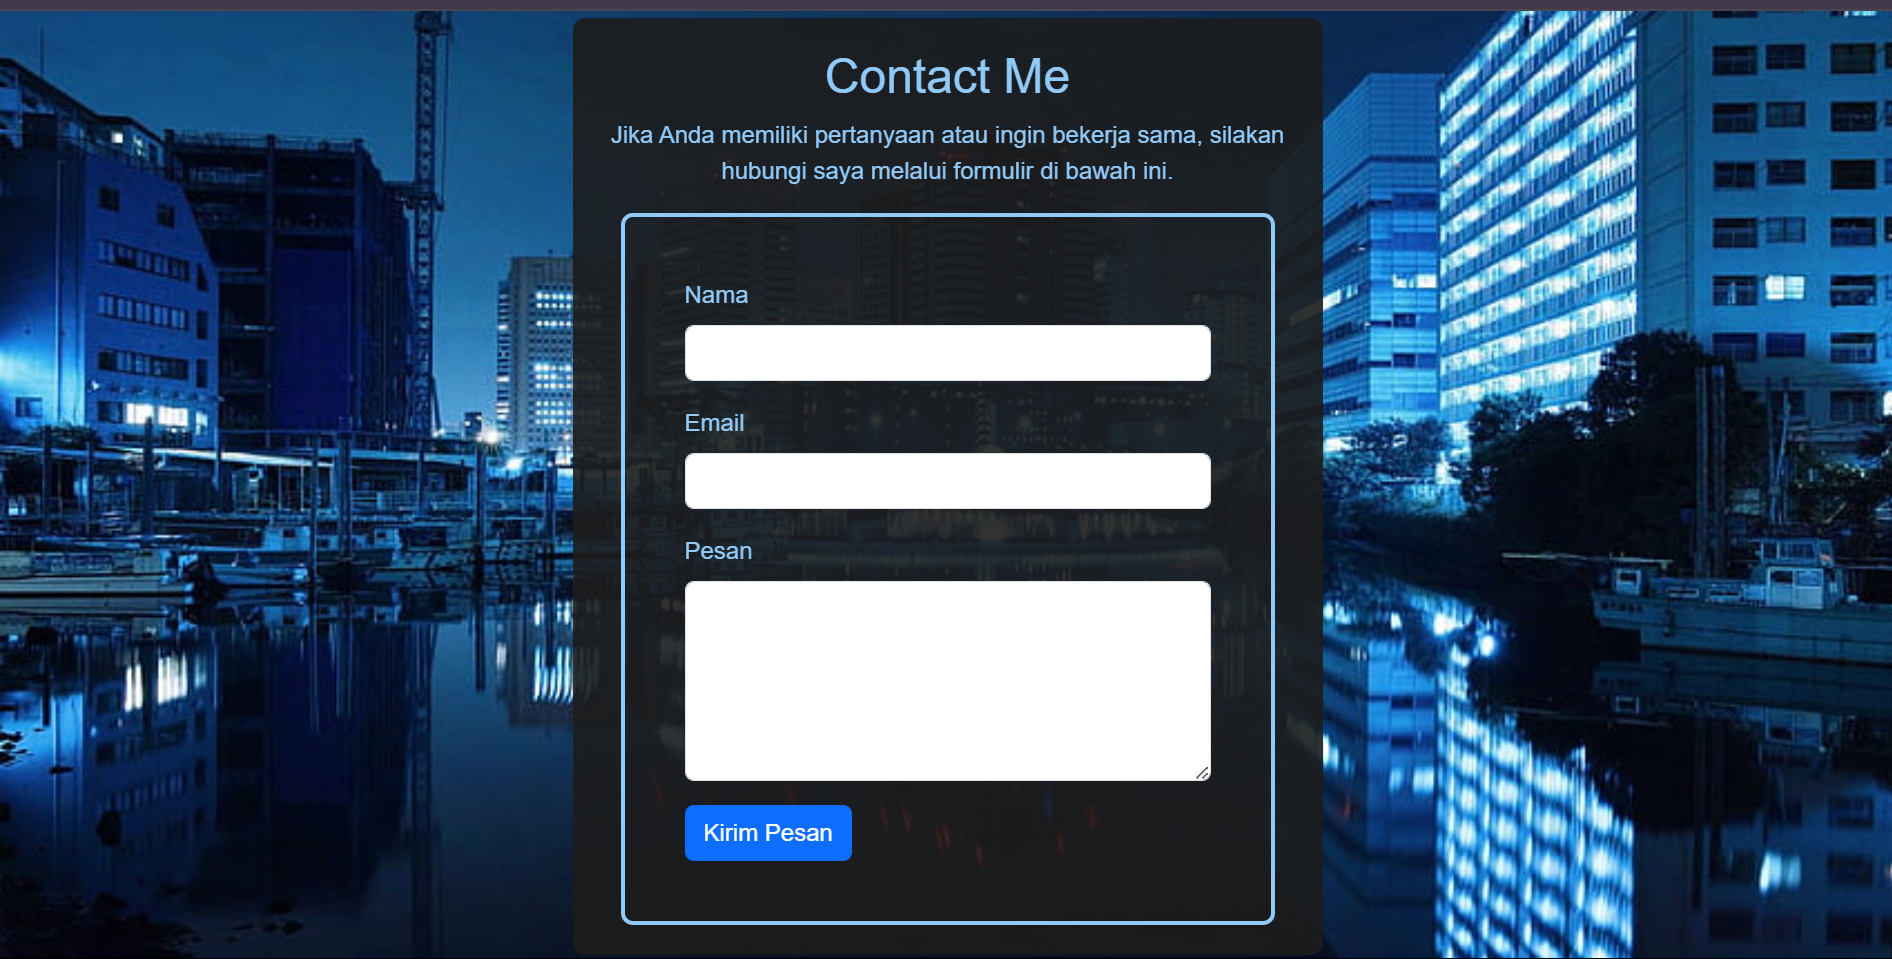 Contact Me
Jika Anda memiliki pertanyaan atau ingin bekerja sama, silakan
hubungi saya melalui formulir di bawah ini.
Nama
Email
Pesan
Kirim Pesan